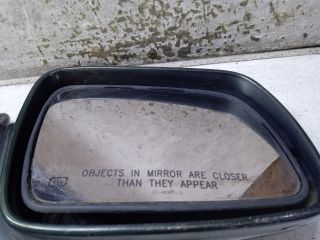 OBJECTS IN MIRROR ARE CLOSER
THAN THEY APPEAR